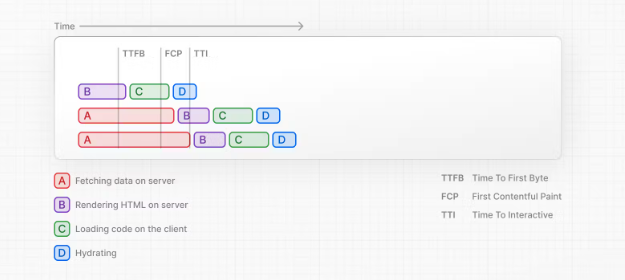 Time
TTFB FCP TTI
B C D
A B C D
A B C D
A Fetching data on server
B Rendering HTML on server
C Loading code on the client
D Hydrating
TTFB Time To First Byte
FCP First Contentful Paint
TTI Time To Interactive